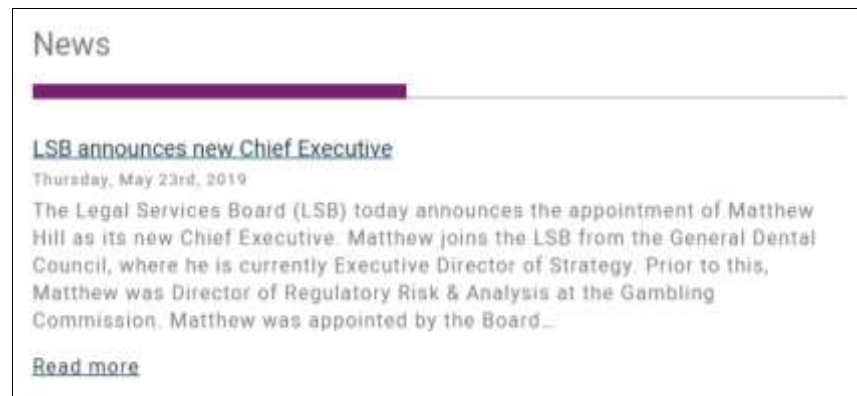 News
LSB announces new Chief Executive
Thursday, May 23rd, 2019
The Legal Services Board (LSB) today announces the appointment of Matthew
Hill as its new Chief Executive. Matthew joins the LSB from the General Dental
Council, where he is currently Executive Director of Strategy. Prior to this,
Matthew was Director of Regulatory Risk & Analysis at the Gambling
Commission. Matthew was appointed by the Board…
Read more